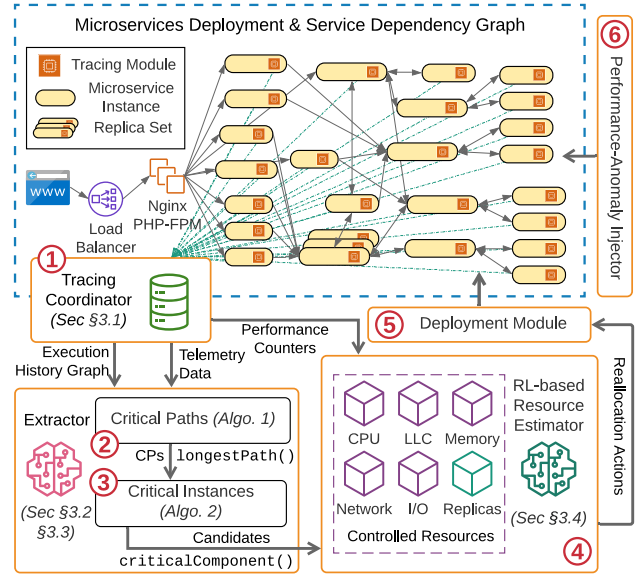 Microservices Deployment & Service Dependency Graph
Tracing Module
Microservice
Instance
Replica Set
WWW
Load
Balancer
Nginx
PHP-FPM
6
Performance-Anomaly Injector
1
Tracing
Coordinator
(Sec §3.1)
Execution
History Graph
Telemetry
Data
Performance
Counters
5
Deployment Module
Reallocation Actions
Extractor
(Sec §3.2
§3.3)
Critical Paths (Algo. 1)
2
CPs longestPath()
3
Critical Instances
(Algo. 2)
Candidates
criticalComponent()
CPU
LLC
Memory
Network
I/O
Replicas
Controlled Resources
RL-based
Resource
Estimator
(Sec §3.4)
4